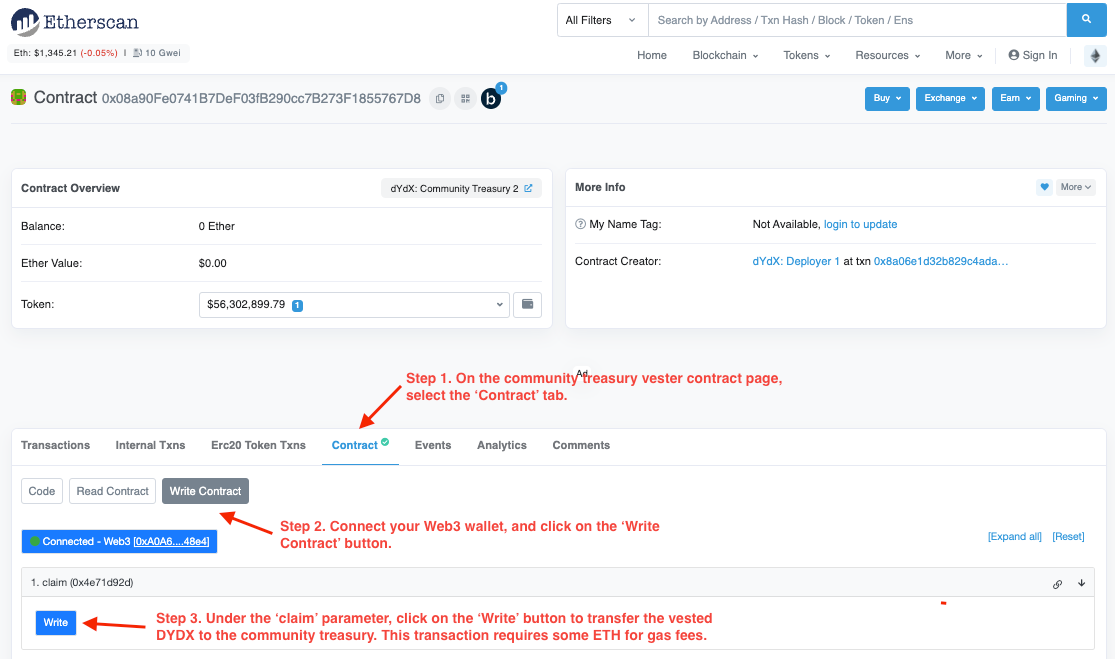 Etherscan
All Filters
Search by Address / Txn Hash / Block / Token / Ens
Eth: $1,345.21 (-0.05%) | 10 Gwei
Home Blockchain Tokens Resources More Sign In
Contract 0x08a90Fe0741B7DeF03fB290cc7B273F1855767D8 b 1
Buy Exchange Earn Gaming
Contract Overview
dYdX: Community Treasury 2
Balance:
0 Ether
Ether Value:
$0.00
Token:
$56,302,899.79 1
More Info
More
? My Name Tag:
Not Available, login to update
Contract Creator:
dYdX: Deployer 1 at txn 0x8a06e1d32b829c4ada...
Ad
Step 1. On the community treasury vester contract page,
select the ‘Contract’ tab.
Transactions Internal Txns Erc20 Token Txns Contract Events Analytics Comments
Code Read Contract Write Contract
Step 2. Connect your Web3 wallet, and click on the ‘Write
Contract’ button.
Connected - Web3 [0xA0A6....48e4]
[Expand all] [Reset]
1. claim (0x4e71d92d)
Write
Step 3. Under the ‘claim’ parameter, click on the ‘Write’ button to transfer the vested
DYDX to the community treasury. This transaction requires some ETH for gas fees.